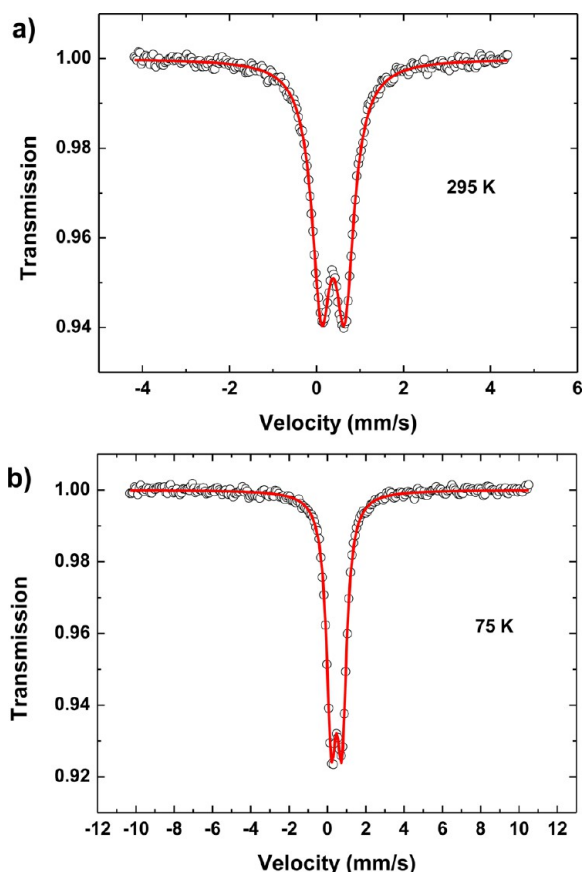 a)
1.00
0.98
0.96
0.94
Transmission
295 K
-4 -2 0 2 4 6
Velocity (mm/s)
b)
1.00
0.98
0.96
0.94
0.92
Transmission
75 K
-12 -10 -8 -6 -4 -2 0 2 4 6 8 10 12
Velocity (mm/s)